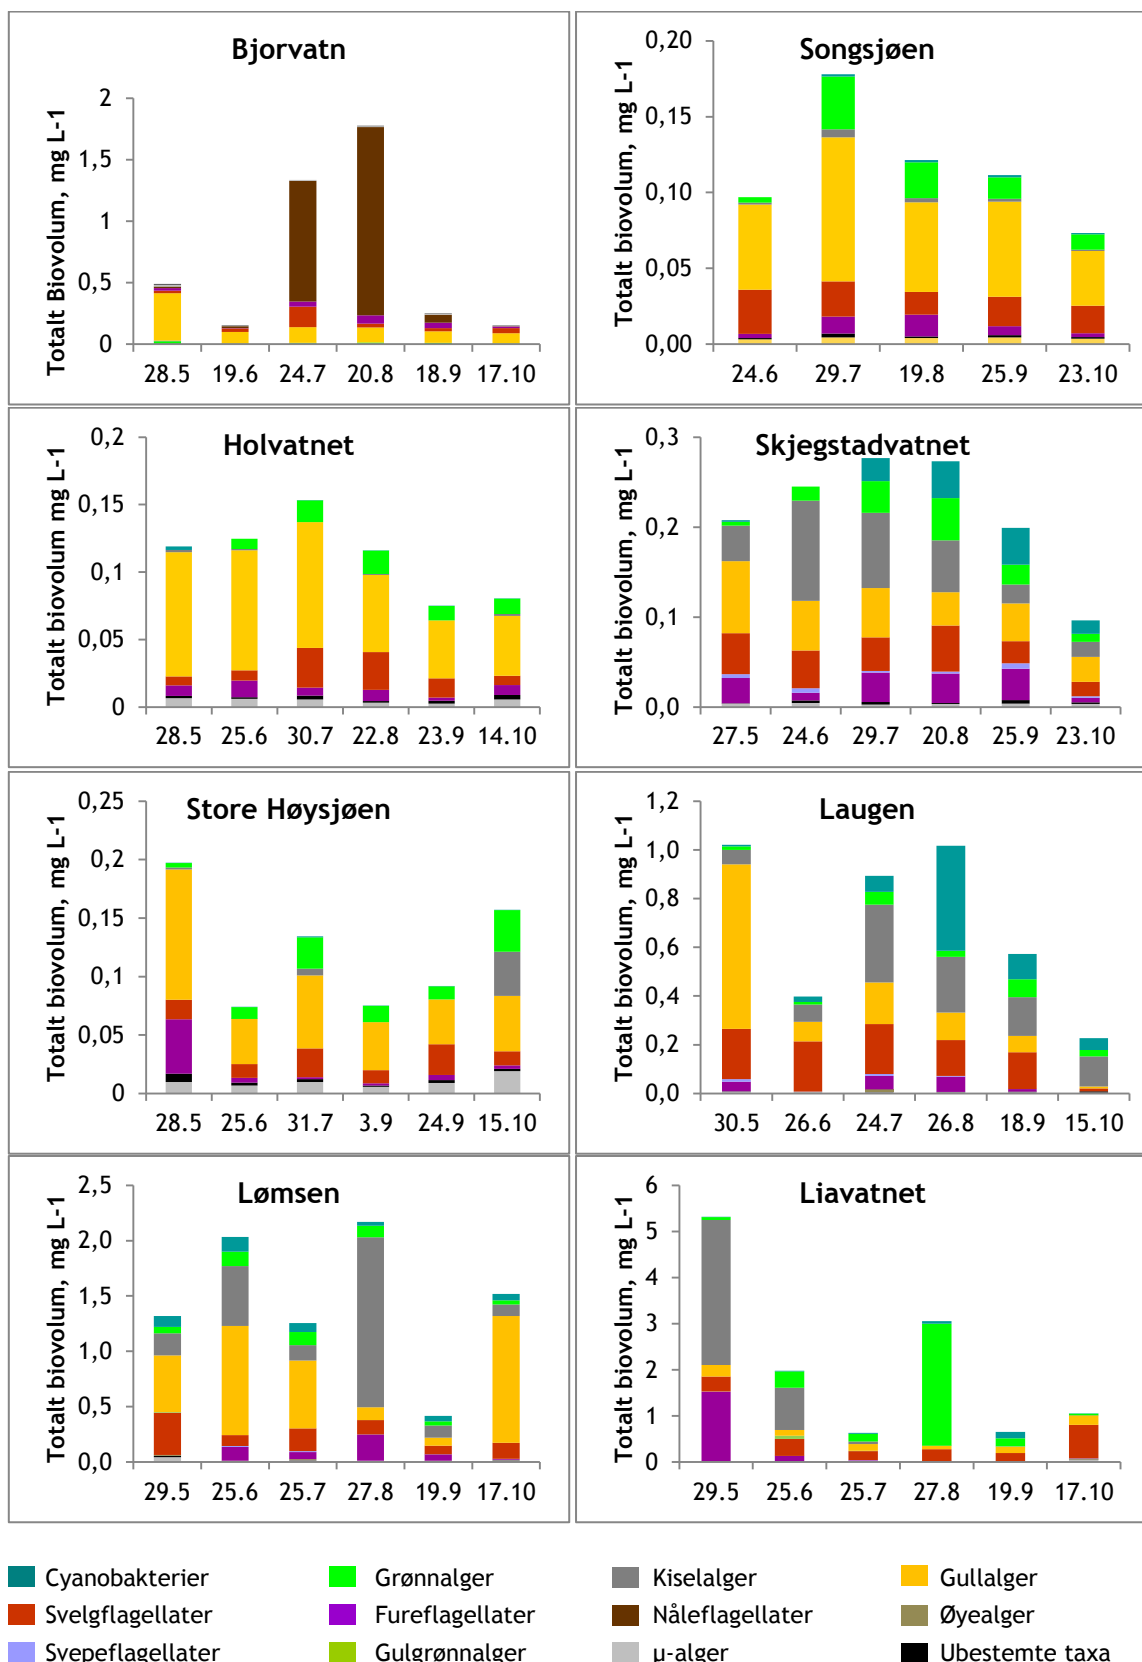 Bjorvatn
Totalt Biovolum, mg L-1
2
1,5
1
0,5
0
28.5 19.6 24.7 20.8 18.9 17.10
Songsjøen
Totalt biovolum, mg L-1
0,20
0,15
0,10
0,05
0,00
24.6 29.7 19.8 25.9 23.10
Holvatnet
Totalt biovolum mg L-1
0,2
0,15
0,1
0,05
0
28.5 25.6 30.7 22.8 23.9 14.10
Skjegstadvatnet
Totalt biovolum, mg L-1
0,3
0,2
0,1
0,0
27.5 24.6 29.7 20.8 25.9 23.10
Store Høysjøen
Totalt biovolum, mg L-1
0,25
0,2
0,15
0,1
0,05
0
28.5 25.6 31.7 3.9 24.9 15.10
Laugen
Totalt biovolum, mg L-1
1,2
1,0
0,8
0,6
0,4
0,2
0,0
30.5 26.6 24.7 26.8 18.9 15.10
Lømsen
Totalt biovolum, mg L-1
2,5
2,0
1,5
1,0
0,5
0,0
29.5 25.6 25.7 27.8 19.9 17.10
Liavatnet
Totalt biovolum, mg L-1
6
5
4
3
2
1
0
29.5 25.6 25.7 27.8 19.9 17.10
Cyanobakterier Grønnalger Kiselalger Gullalger
Svelgflagellater Fureflagellater Nåleflagellater Øyealger
Svepeflagellater Gulgrønnalger µ-alger Ubestemte taxa